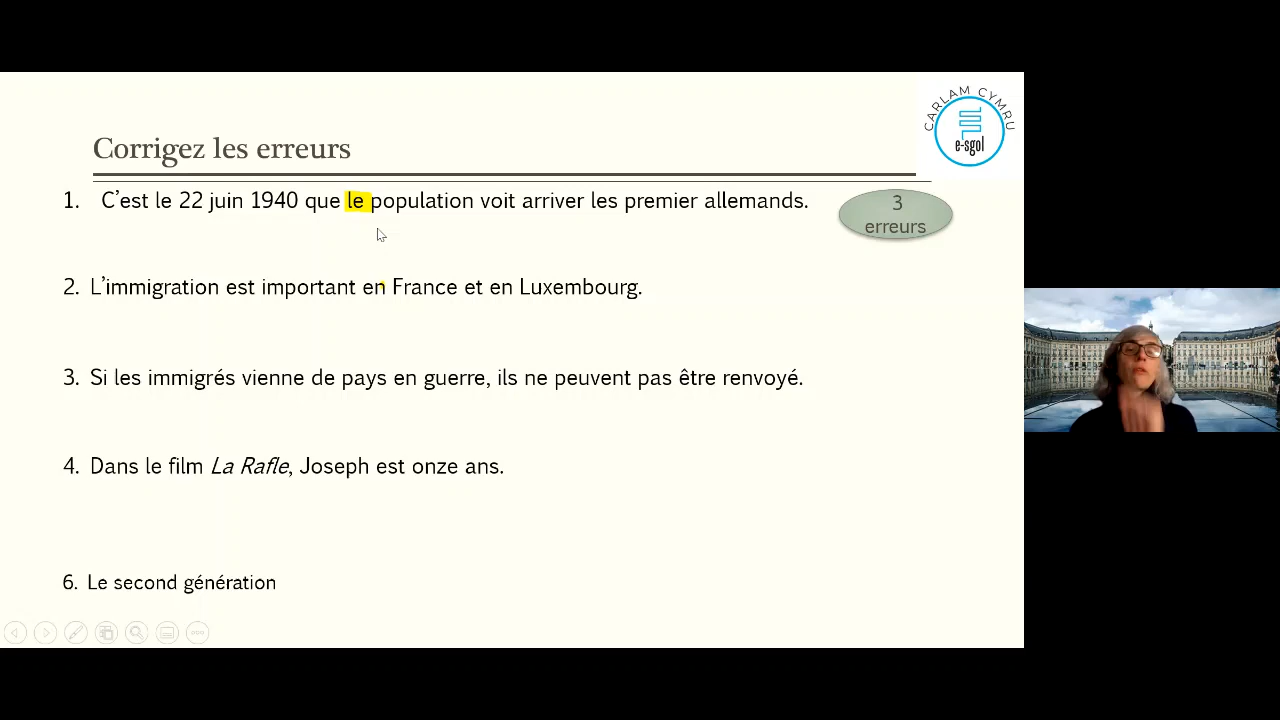 CARLAM CYMRU
e-sgol
Corrigez les erreurs
1. C'est le 22 juin 1940 que le population voit arriver les premier allemands.
3
erreurs
2. L'immigration est important en France et en Luxembourg.
3. Si les immigrés vienne de pays en guerre, ils ne peuvent pas être renvoyé.
4. Dans le film La Rafle, Joseph est onze ans.
6. Le second génération